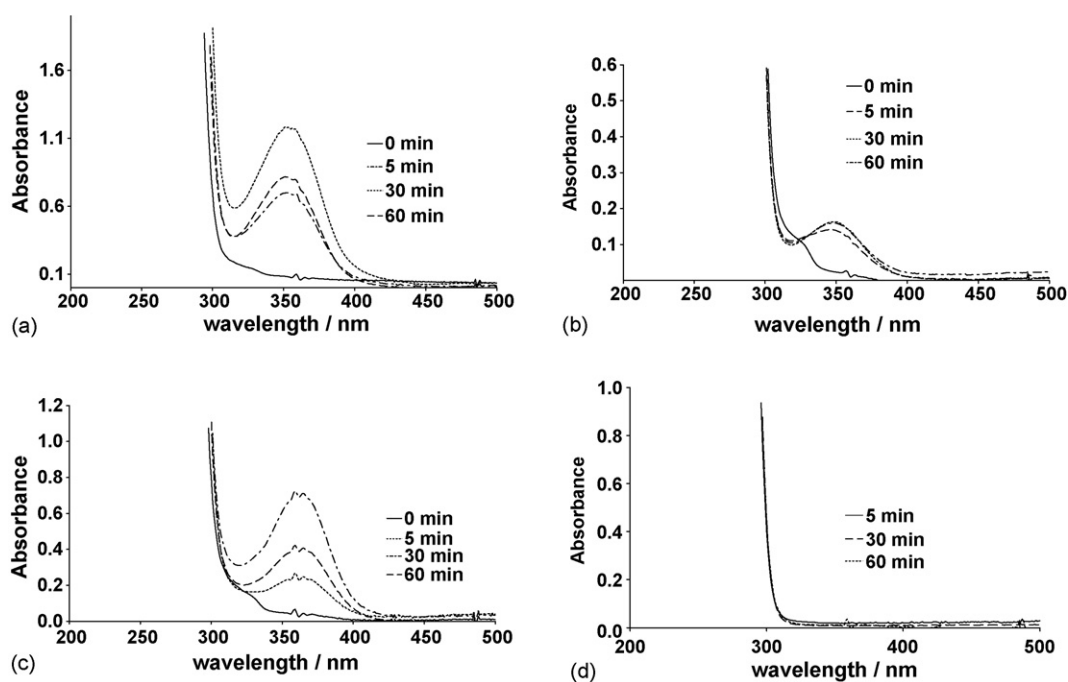 Absorbance
1.6
1.1
0.6
0.1
200 250 300 350 400 450 500
wavelength / nm
0 min
5 min
30 min
60 min
(a)
Absorbance
0.6
0.5
0.4
0.3
0.2
0.1
200 250 300 350 400 450 500
wavelength / nm
0 min
5 min
30 min
60 min
(b)
Absorbance
1.2
1.0
0.8
0.6
0.4
0.2
0.0
200 250 300 350 400 450 500
wavelength / nm
0 min
5 min
30 min
60 min
(c)
Absorbance
1.0
0.8
0.6
0.4
0.2
0.0
200 300 400 500
wavelength / nm
5 min
30 min
60 min
(d)